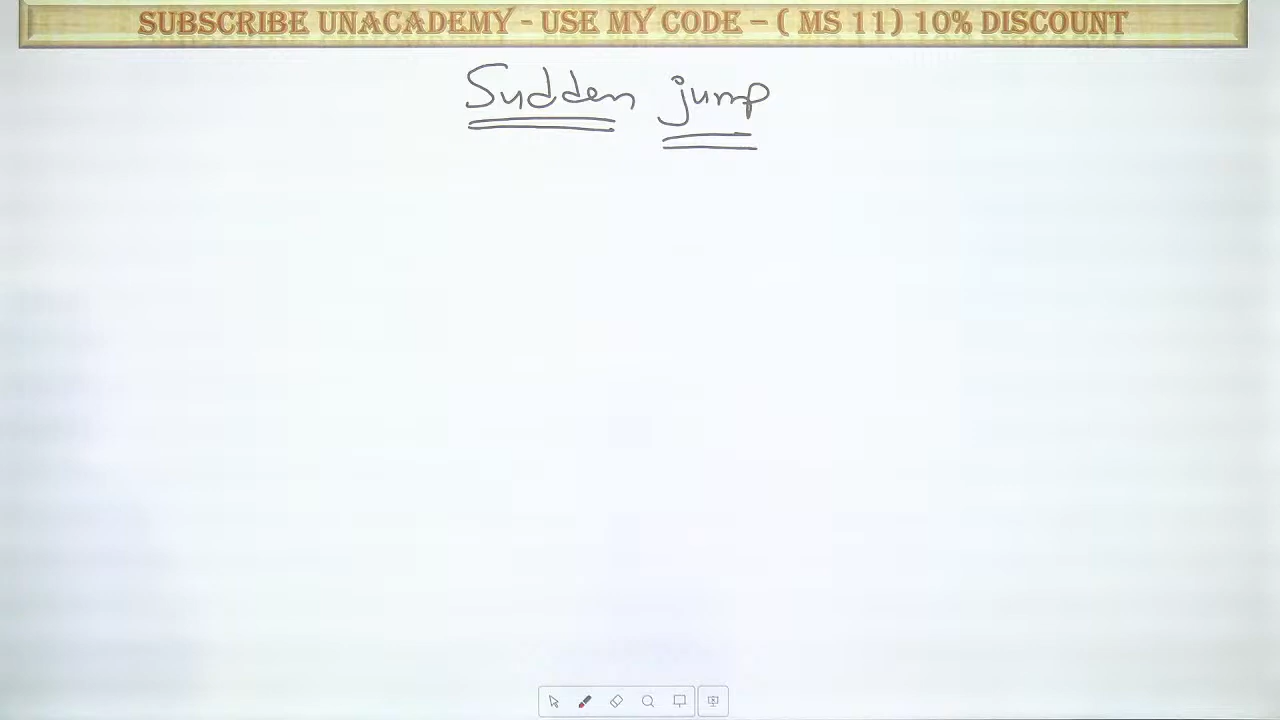 SUBSCRIBE UNACADEMY - USE MY CODE – ( MS 11) 10% DISCOUNT
Sudden jump